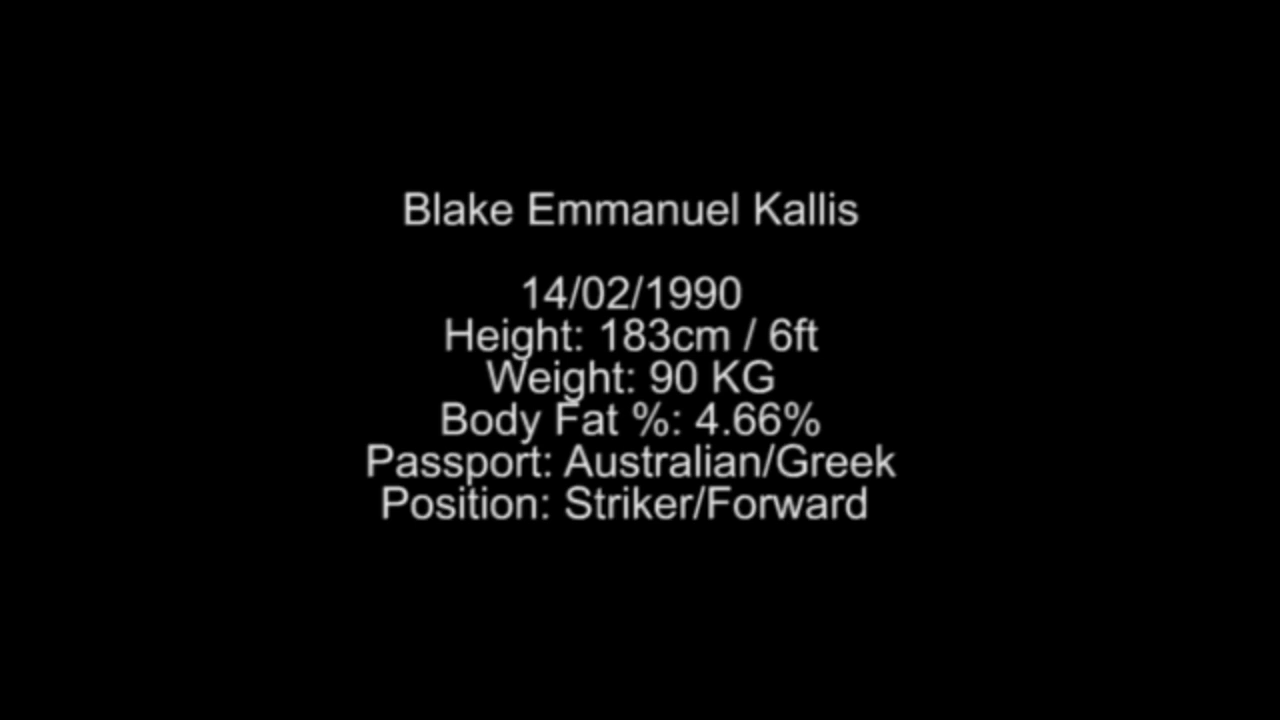 Blake Emmanuel Kallis
14/02/1990
Height: 183cm / 6ft
Weight: 90 KG
Body Fat %: 4.66%
Passport: Australian/Greek
Position: Striker/Forward